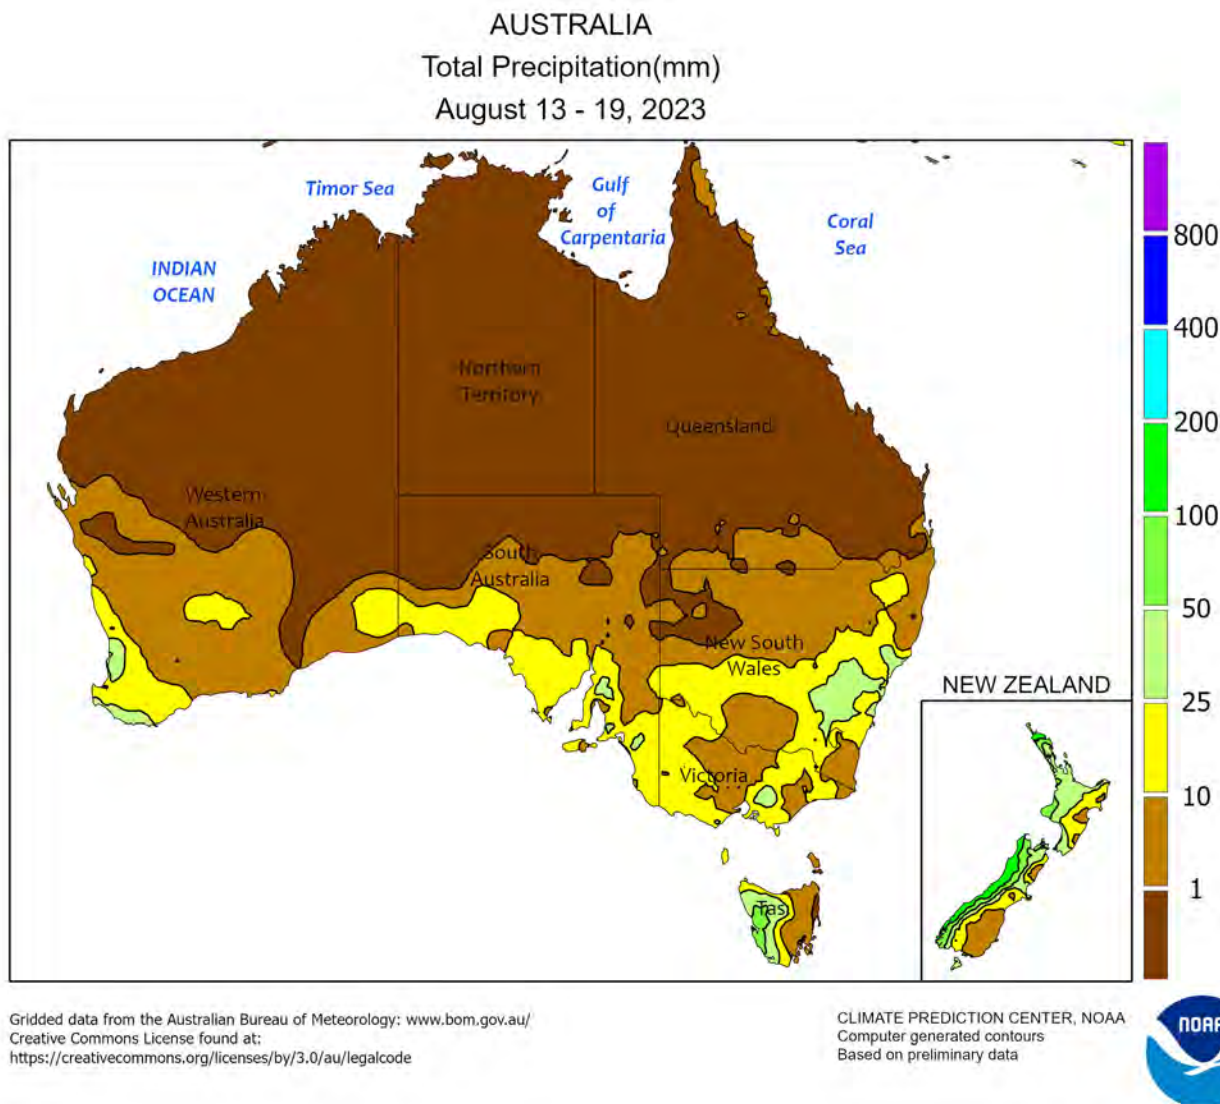 AUSTRALIA
Total Precipitation(mm)
August 13 - 19, 2023
Timor Sea
Gulf
of
Carpentaria
Coral
Sea
INDIAN
OCEAN
Northern
Territory
Queensland
Western
Australia
South
Australia
New South
Wales
Victoria
Tas
NEW ZEALAND
800
400
200
100
50
25
10
1
Gridded data from the Australian Bureau of Meteorology: www.bom.gov.au/
Creative Commons License found at:
https://creativecommons.org/licenses/by/3.0/au/legalcode
CLIMATE PREDICTION CENTER, NOAA
Computer generated contours
Based on preliminary data
NOAA